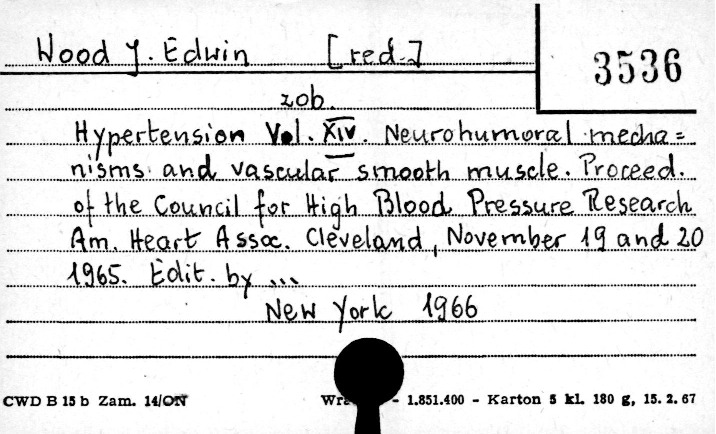 Wood J. Edwin [red.]
3536
zob.
Hypertension Vol. XIV. Neurohumoral mecha=
nisms and vascular smooth muscle. Proceed.
of the Council for High Blood Pressure Research
Am. Heart Assoc. Cleveland, November 19 and 20
1965. Edit. by ...
New York 1966
CWD B 15 b Zam. 14/ON - 1.851.400 - Karton 5 kl. 180 g, 15. 2. 67